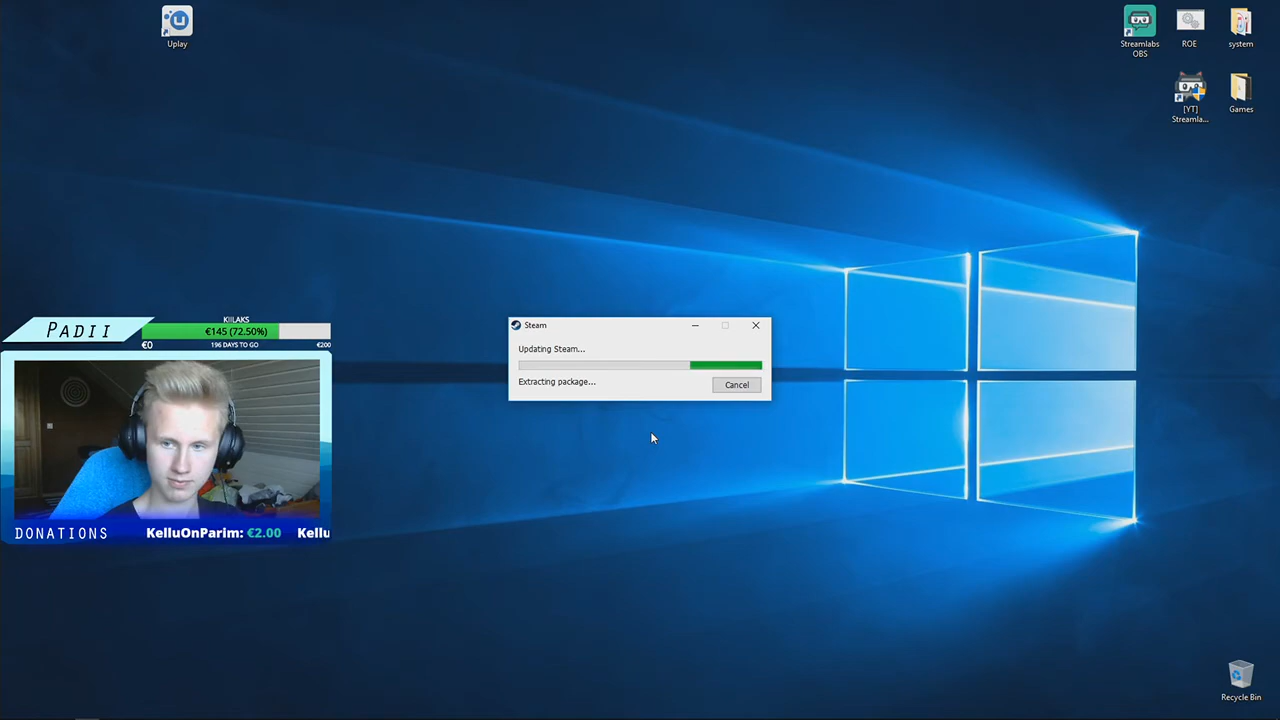 Uplay
Streamlabs
OBS
ROE
system
[YT]
Streamla...
Games
PADII
KIILAKS
€145 (72.50%)
€0
196 DAYS TO GO
€200
Steam
Updating Steam...
Extracting package...
Cancel
DONATIONS
KelluOnParim: €2.00 Kellu
Recycle Bin